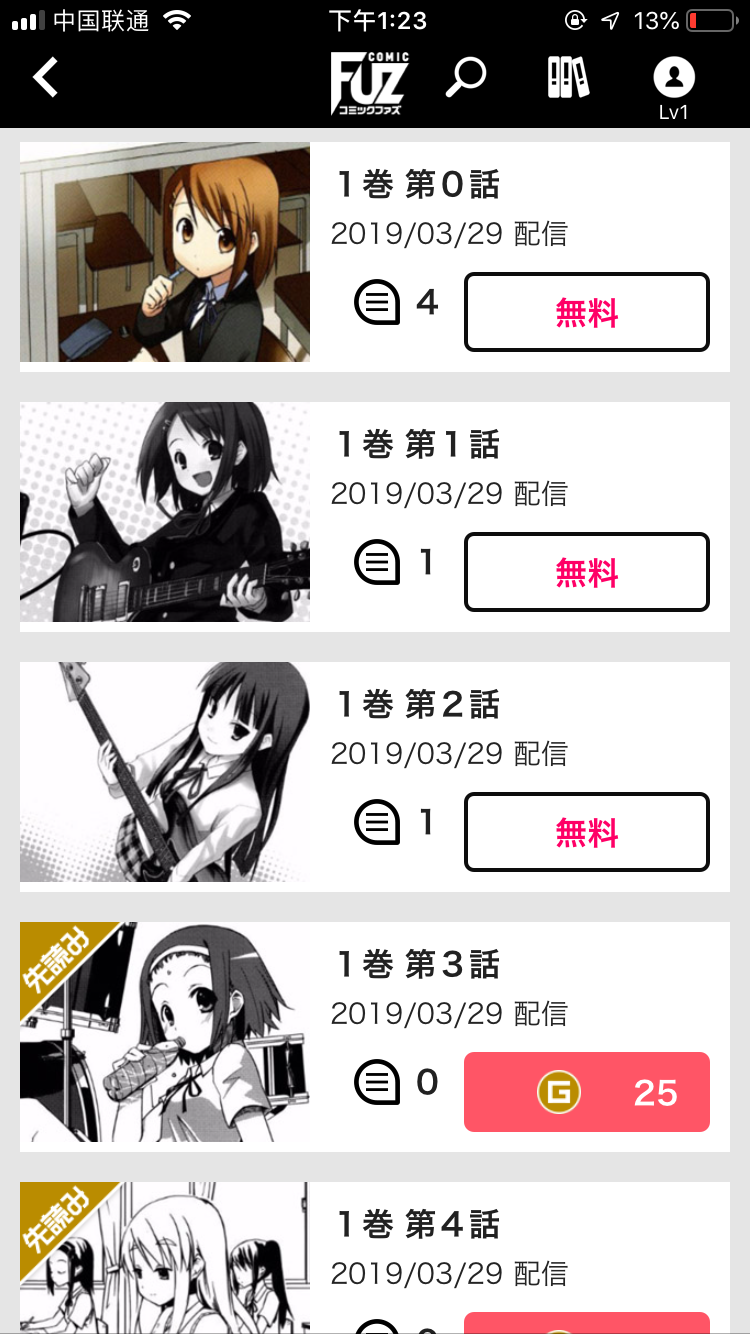 中国联通 下午1:23 13%
COMIC
FUZ
コミックファズ
Lv1
1巻 第0話
2019/03/29 配信
4 無料
1巻 第1話
2019/03/29 配信
1 無料
1巻 第2話
2019/03/29 配信
1 無料
先読み
1巻 第3話
2019/03/29 配信
0 G 25
先読み
1巻 第4話
2019/03/29 配信